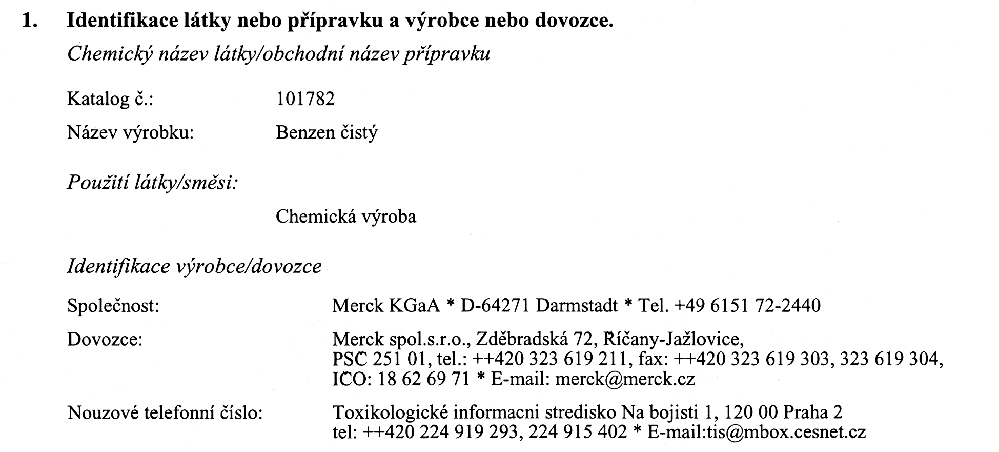 1. Identifikace látky nebo přípravku a výrobce nebo dovozce.
Chemický název látky/obchodní název přípravku
Katalog č.: 101782
Název výrobku: Benzen čistý
Použití látky/směsi:
Chemická výroba
Identifikace výrobce/dovozce
Společnost: Merck KGaA * D-64271 Darmstadt * Tel. +49 6151 72-2440
Dovozce: Merck spol.s.r.o., Zděbradská 72, Říčany-Jažlovice,
PSČ 251 01, tel.: ++420 323 619 211, fax: ++420 323 619 303, 323 619 304,
IČO: 18 62 69 71 * E-mail: merck@merck.cz
Nouzové telefonní číslo: Toxikologické informacni stredisko Na bojisti 1, 120 00 Praha 2
tel: ++420 224 919 293, 224 915 402 * E-mail:tis@mbox.cesnet.cz